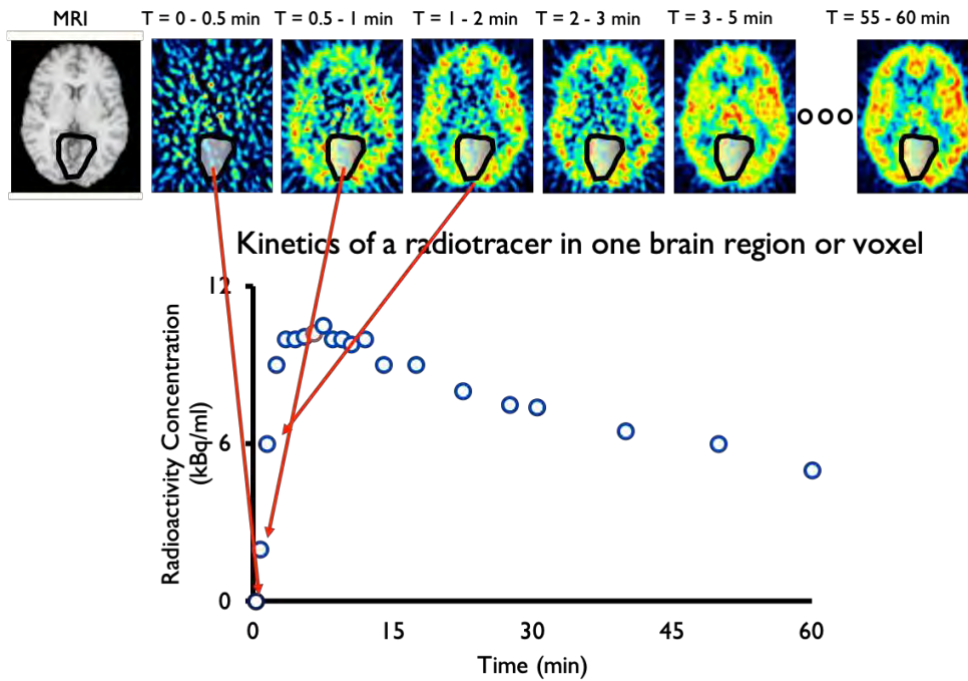 MRI
T = 0 - 0.5 min
T = 0.5 - 1 min
T = 1 - 2 min
T = 2 - 3 min
T = 3 - 5 min
T = 55 - 60 min
Kinetics of a radiotracer in one brain region or voxel
12
6
0
Radioactivity Concentration
(kBq/ml)
0
15
30
45
60
Time (min)